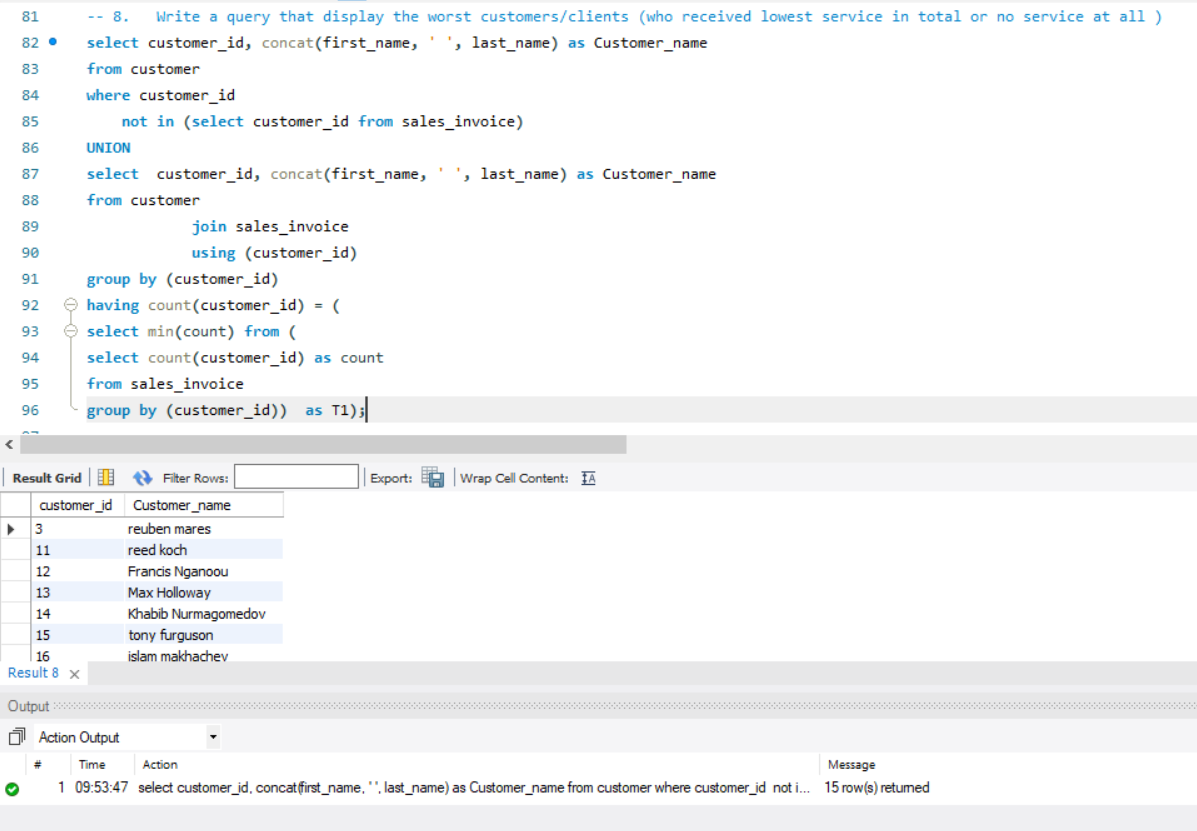 81 -- 8. Write a query that display the worst customers/clients (who received lowest service in total or no service at all )
82 select customer_id, concat(first_name, ' ', last_name) as Customer_name
83 from customer
84 where customer_id
85 not in (select customer_id from sales_invoice)
86 UNION
87 select customer_id, concat(first_name, ' ', last_name) as Customer_name
88 from customer
89 join sales_invoice
90 using (customer_id)
91 group by (customer_id)
92 having count(customer_id) = (
93 select min(count) from (
94 select count(customer_id) as count
95 from sales_invoice
96 group by (customer_id)) as T1);
Result Grid Filter Rows: Export: Wrap Cell Content: IA
customer_id Customer_name
3 reuben mares
11 reed koch
12 Francis Nganoou
13 Max Holloway
14 Khabib Nurmagomedov
15 tony furguson
16 islam makhachev
Result 8
Output
Action Output
# Time Action Message
1 09:53:47 select customer_id, concat(first_name, ' ', last_name) as Customer_name from customer where customer_id not i... 15 row(s) returned